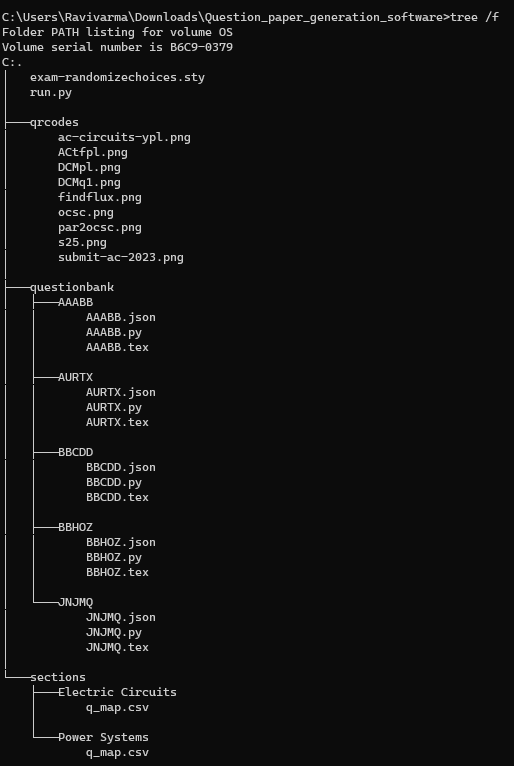 C:\Users\Ravivarma\Downloads\Question_paper_generation_software>tree /f
Folder PATH listing for volume OS
Volume serial number is B6C9-0379
C:.
│   exam-randomizechoices.sty
│   run.py
│
├───qrcodes
│       ac-circuits-ypl.png
│       ACtfpl.png
│       DCMpl.png
│       DCMq1.png
│       findflux.png
│       ocsc.png
│       par2ocsc.png
│       s25.png
│       submit-ac-2023.png
│
├───questionbank
│   ├───AAABB
│   │       AAABB.json
│   │       AAABB.py
│   │       AAABB.tex
│   │
│   ├───AURTX
│   │       AURTX.json
│   │       AURTX.py
│   │       AURTX.tex
│   │
│   ├───BBCDD
│   │       BBCDD.json
│   │       BBCDD.py
│   │       BBCDD.tex
│   │
│   ├───BBHOZ
│   │       BBHOZ.json
│   │       BBHOZ.py
│   │       BBHOZ.tex
│   │
│   └───JNJMQ
│           JNJMQ.json
│           JNJMQ.py
│           JNJMQ.tex
│
└───sections
    ├───Electric Circuits
    │       q_map.csv
    │
    └───Power Systems
            q_map.csv